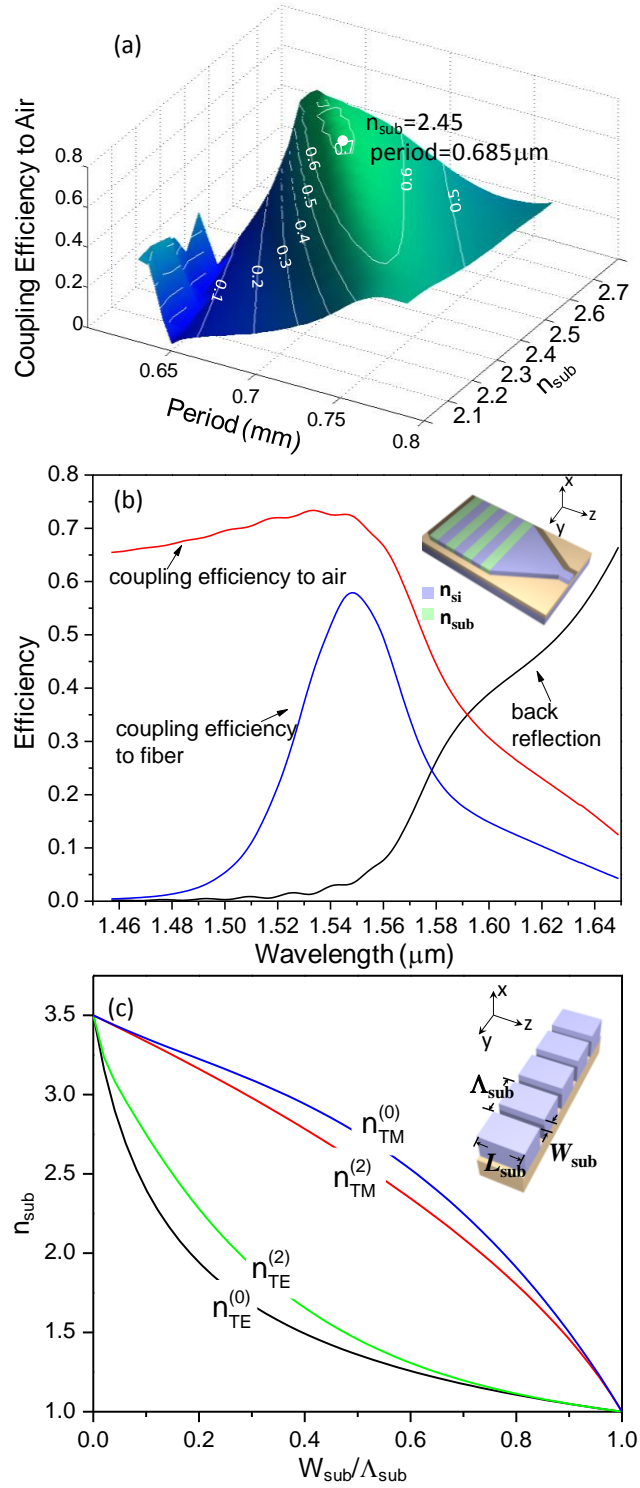 (a)
Coupling Efficiency to Air
0.8
0.6
0.4
0.2
0
n_sub=2.45
period=0.685μm
0.7
0.6
0.5
0.4
0.3
0.2
0.1
0.6
0.5
0.65
0.7
0.75
0.8
Period (mm)
2.1
2.2
2.3
2.4
2.5
2.6
2.7
n_sub
(b)
Efficiency
0.8
0.7
0.6
0.5
0.4
0.3
0.2
0.1
0.0
coupling efficiency to air
coupling efficiency
to fiber
back
reflection
x
y
z
n_si
n_sub
1.46 1.48 1.50 1.52 1.54 1.56 1.58 1.60 1.62 1.64
Wavelength (μm)
(c)
n_sub
3.5
3.0
2.5
2.0
1.5
1.0
n_TM^(0)
n_TM^(2)
n_TE^(2)
n_TE^(0)
x
y
z
Λ_sub
L_sub
W_sub
0.0 0.2 0.4 0.6 0.8 1.0
W_sub/Λ_sub